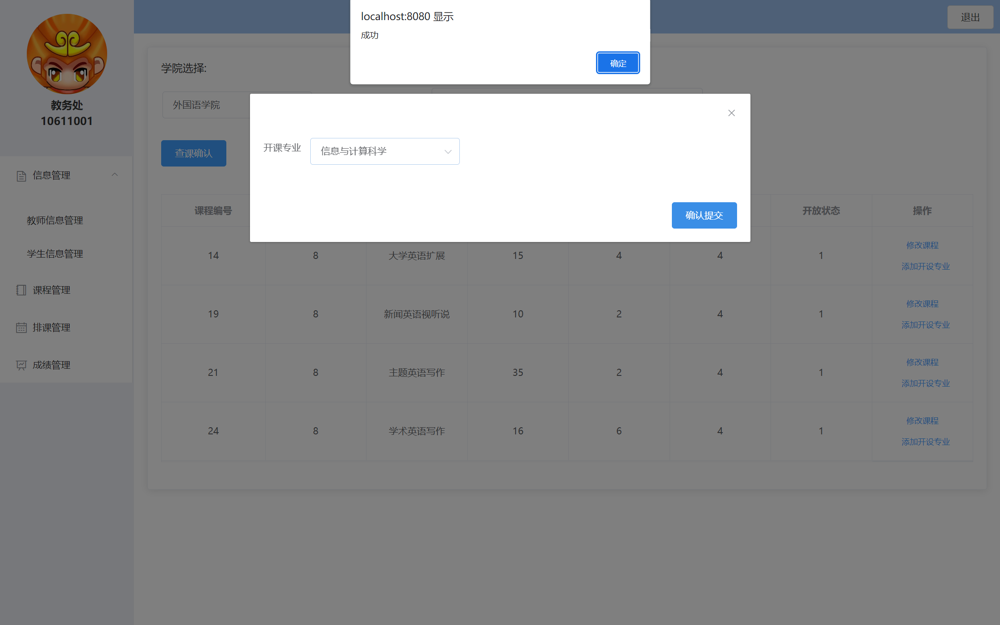 localhost:8080 显示
成功
确定
退出
教务处
10611001
信息管理
教师信息管理
学生信息管理
课程管理
排课管理
成绩管理
学院选择:
外国语学院
查课确认
开课专业
信息与计算科学
确认提交
课程编号 开放状态 操作
14 8 大学英语扩展 15 4 4 1 修改课程
添加开设专业
19 8 新闻英语视听说 10 2 4 1 修改课程
添加开设专业
21 8 主题英语写作 35 2 4 1 修改课程
添加开设专业
24 8 学术英语写作 16 6 4 1 修改课程
添加开设专业